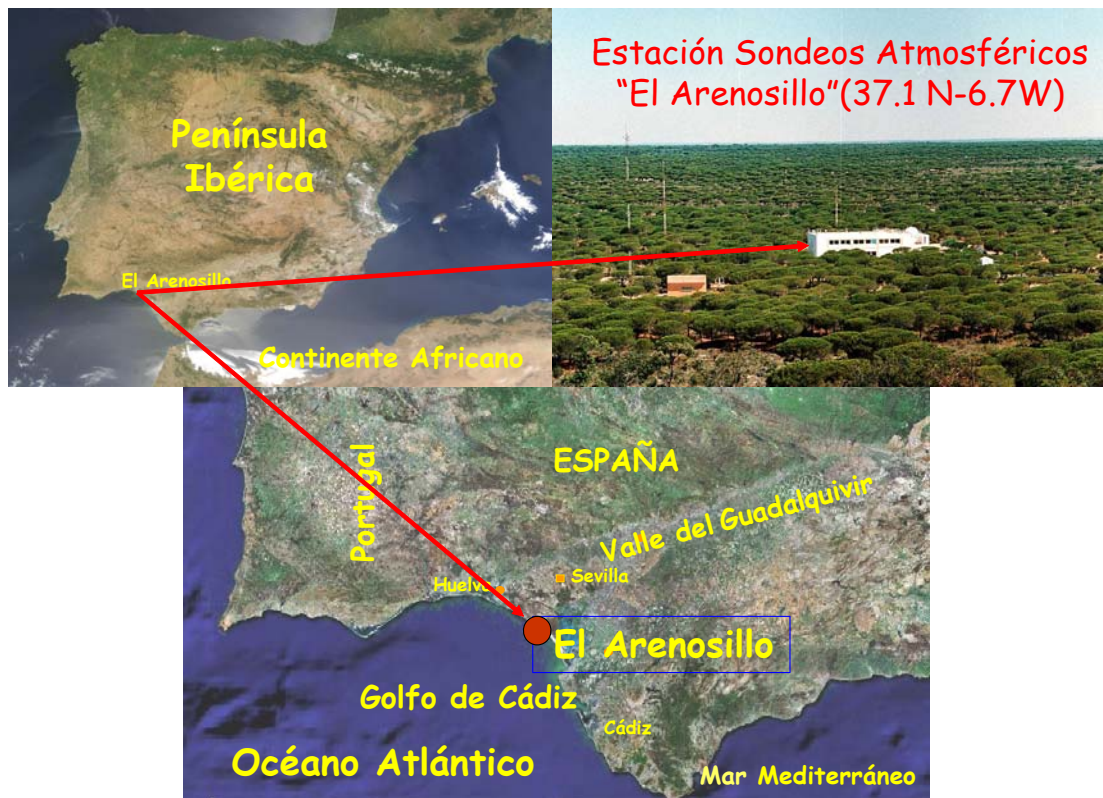 Estación Sondeos Atmosféricos
“El Arenosillo”(37.1 N-6.7W)
Península
Ibérica
El Arenosillo
Continente Africano
ESPAÑA
Portugal
Valle del Guadalquivir
Sevilla
Huelva
El Arenosillo
Golfo de Cádiz
Cádiz
Océano Atlántico
Mar Mediterráneo